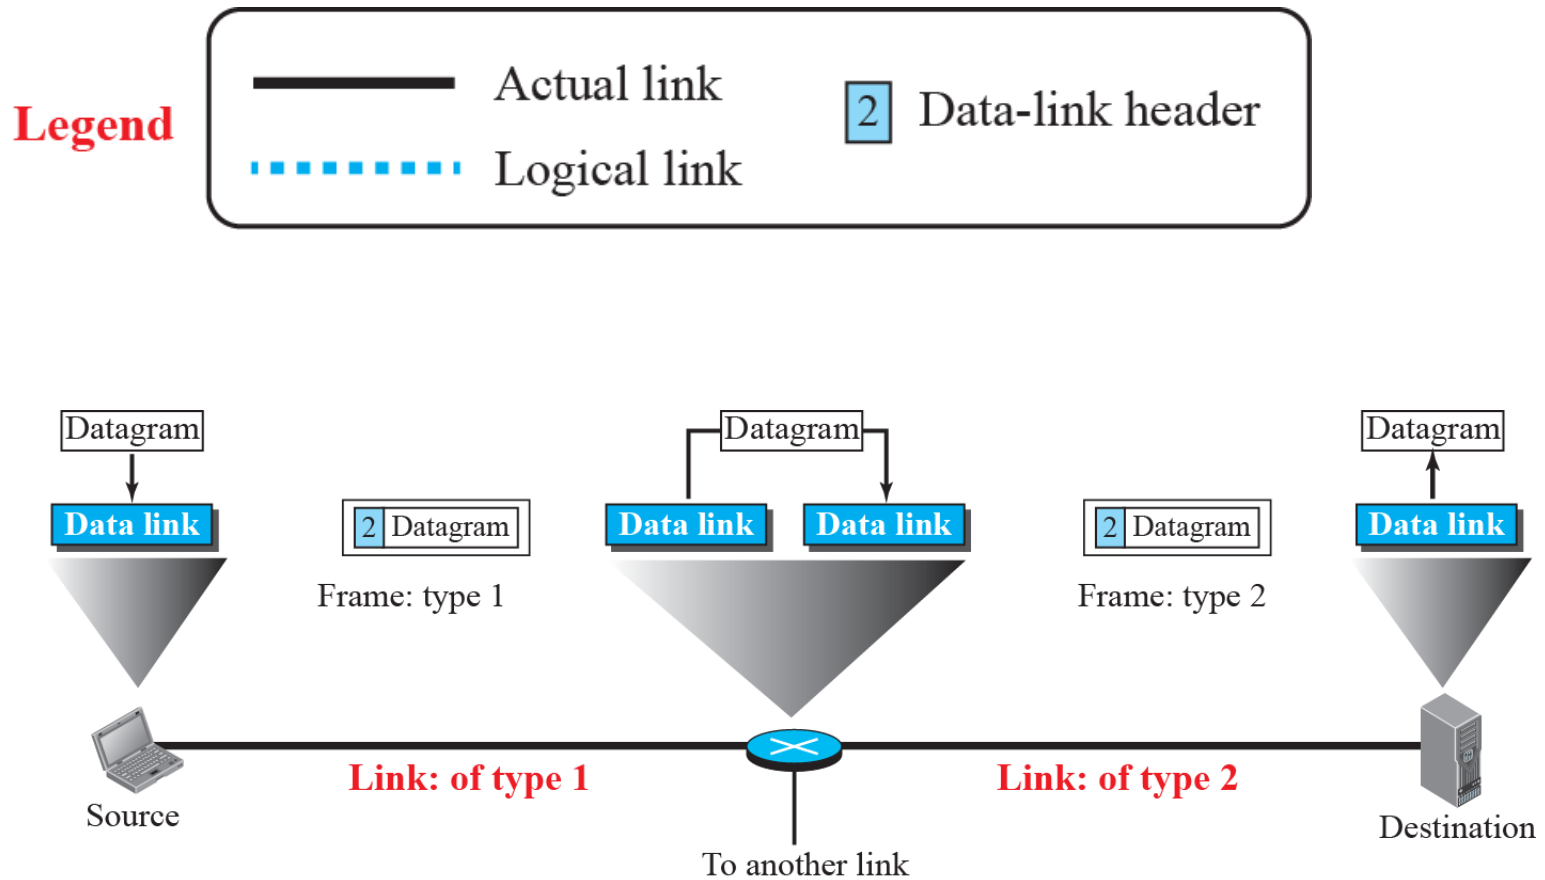 Legend
Actual link
Logical link
2 Data-link header
Datagram
Datagram
Datagram
Data link
2 Datagram
Data link
Data link
2 Datagram
Data link
Frame: type 1
Frame: type 2
Link: of type 1
Link: of type 2
Source
Destination
To another link